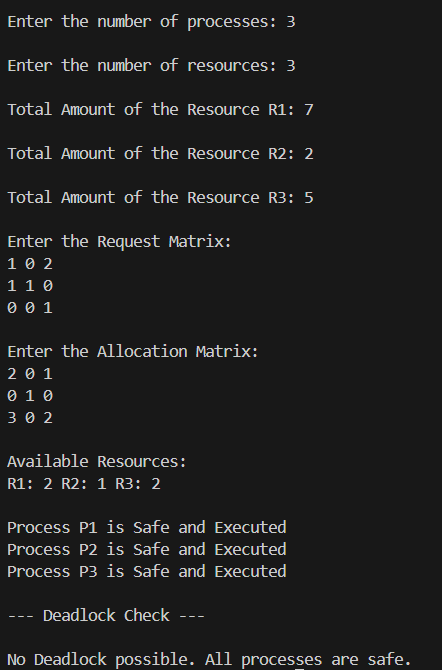 Enter the number of processes: 3
Enter the number of resources: 3
Total Amount of the Resource R1: 7
Total Amount of the Resource R2: 2
Total Amount of the Resource R3: 5
Enter the Request Matrix:
1 0 2
1 1 0
0 0 1
Enter the Allocation Matrix:
2 0 1
0 1 0
3 0 2
Available Resources:
R1: 2 R2: 1 R3: 2
Process P1 is Safe and Executed
Process P2 is Safe and Executed
Process P3 is Safe and Executed
--- Deadlock Check ---
No Deadlock possible. All processes are safe.